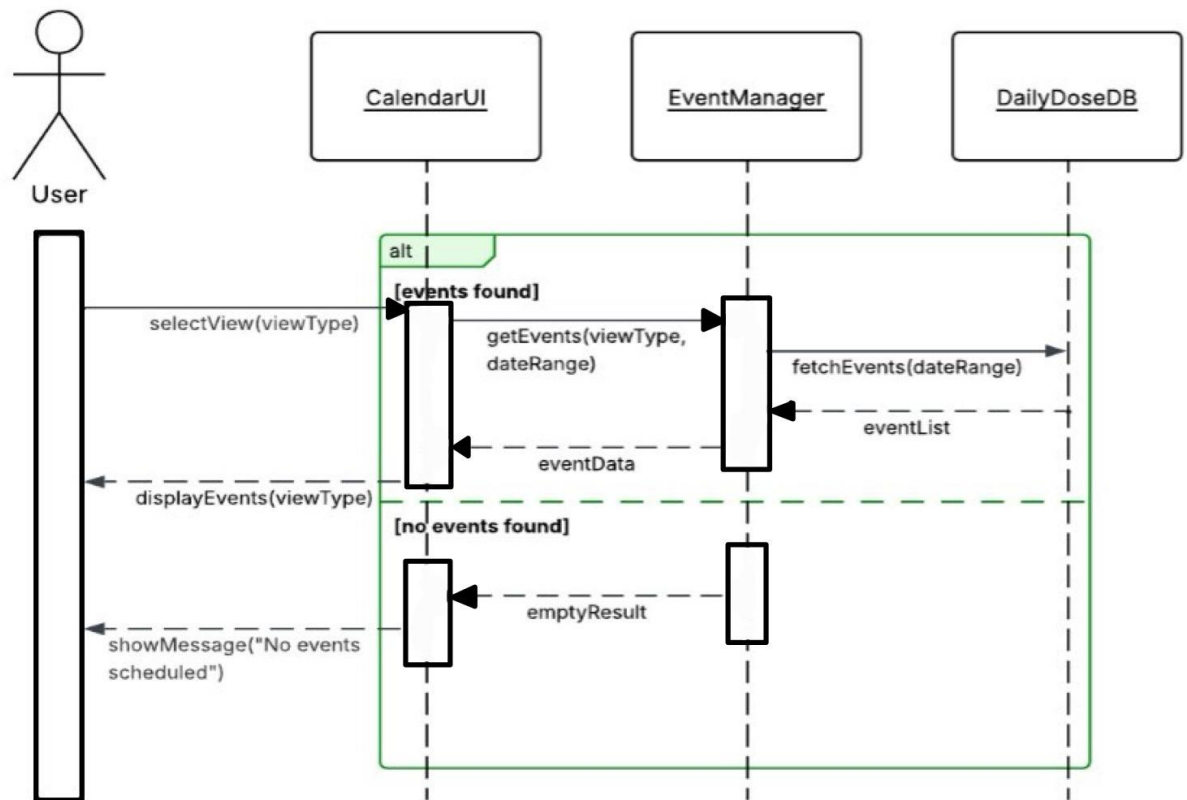 CalendarUI
EventManager
DailyDoseDB
User
alt
[events found]
selectView(viewType)
getEvents(viewType,
dateRange)
fetchEvents(dateRange)
eventList
eventData
displayEvents(viewType)
[no events found]
emptyResult
showMessage("No events
scheduled")